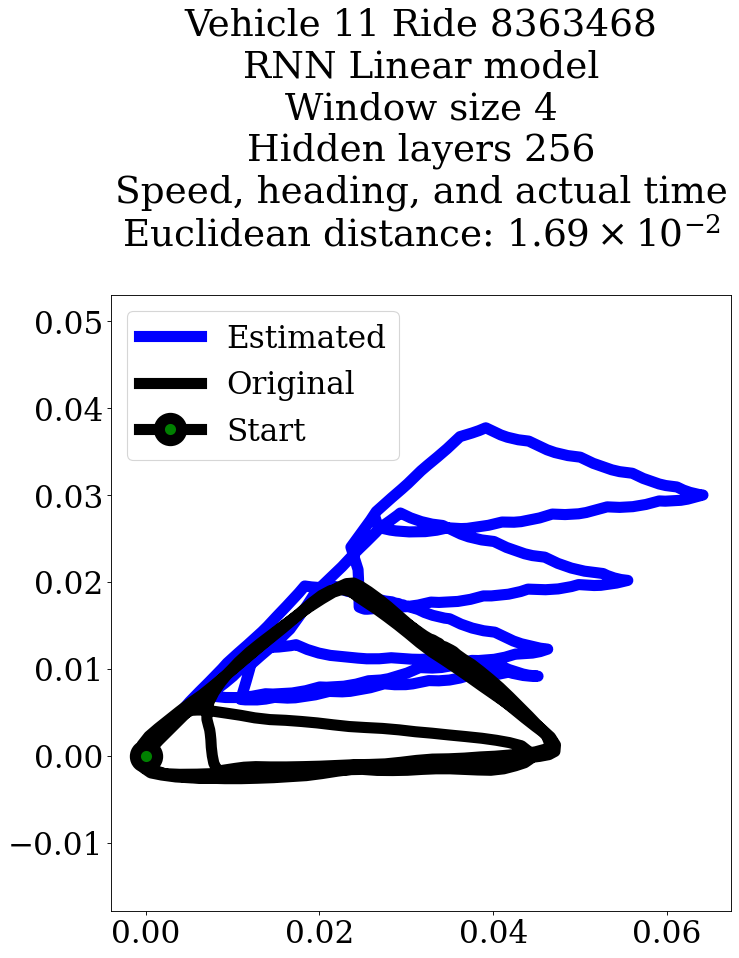 Vehicle 11 Ride 8363468
RNN Linear model
Window size 4
Hidden layers 256
Speed, heading, and actual time
Euclidean distance: 1.69 × 10⁻²
Estimated
Original
Start
0.05
0.04
0.03
0.02
0.01
0.00
−0.01
0.00 0.02 0.04 0.06